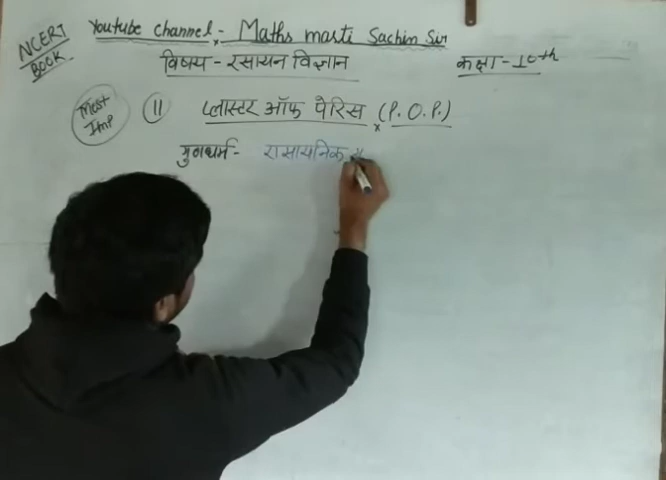 NCERT BOOK
Youtube channel - Maths masti Sachin Sir
विषय - रसायन विज्ञान
कक्षा - 10th
Most Imp
11 प्लास्टर ऑफ पेरिस (P.O.P.)
गुणधर्म - रासायनिक